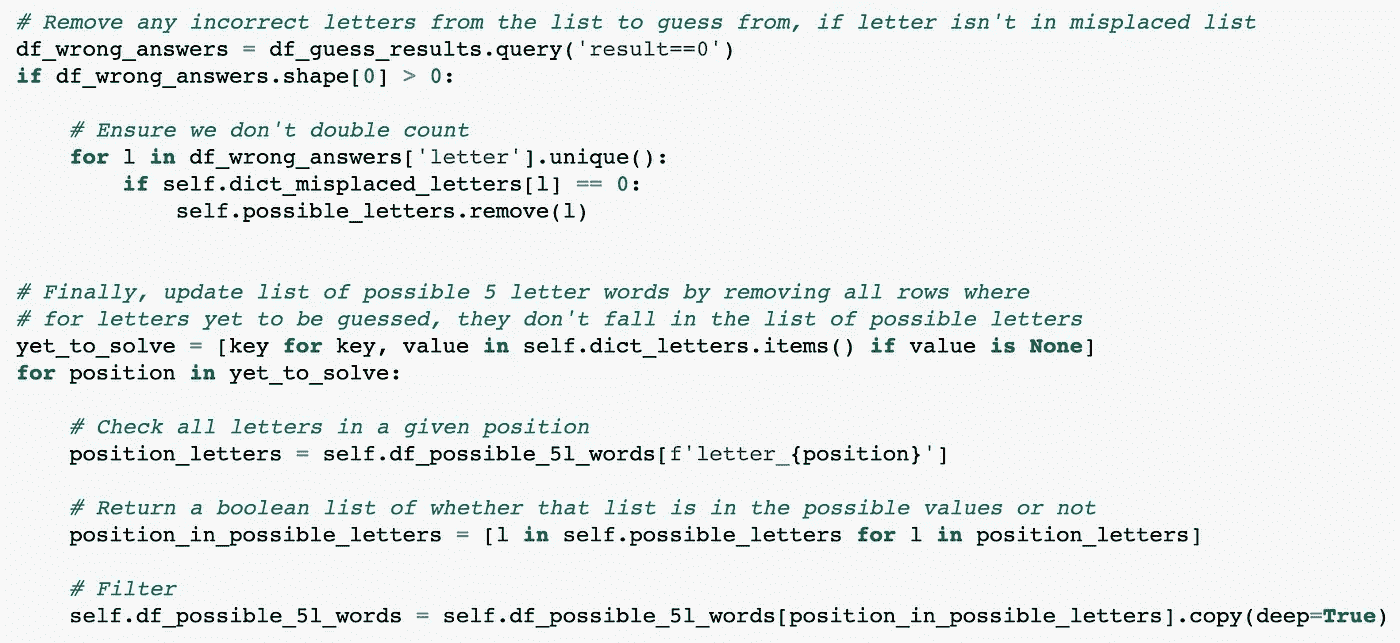 # Remove any incorrect letters from the list to guess from, if letter isn't in misplaced list
df_wrong_answers = df_guess_results.query('result==0')
if df_wrong_answers.shape[0] > 0:
    # Ensure we don't double count
    for l in df_wrong_answers['letter'].unique():
        if self.dict_misplaced_letters[l] == 0:
            self.possible_letters.remove(l)
# Finally, update list of possible 5 letter words by removing all rows where
# for letters yet to be guessed, they don't fall in the list of possible letters
yet_to_solve = [key for key, value in self.dict_letters.items() if value is None]
for position in yet_to_solve:
    # Check all letters in a given position
    position_letters = self.df_possible_5l_words[f'letter_{position}']
    # Return a boolean list of whether that list is in the possible values or not
    position_in_possible_letters = [l in self.possible_letters for l in position_letters]
    # Filter
    self.df_possible_5l_words = self.df_possible_5l_words[position_in_possible_letters].copy(deep=True)